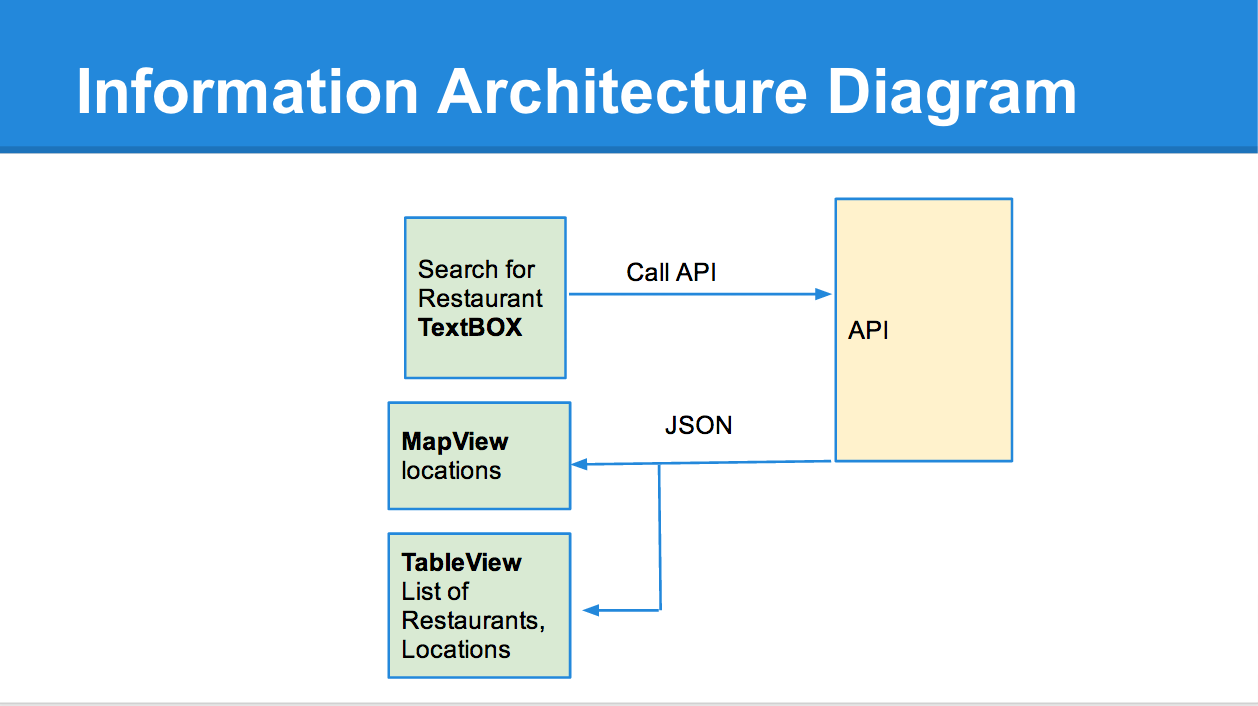 Information Architecture Diagram
Search for
Restaurant
TextBOX
Call API
API
MapView
locations
JSON
TableView
List of
Restaurants,
Locations